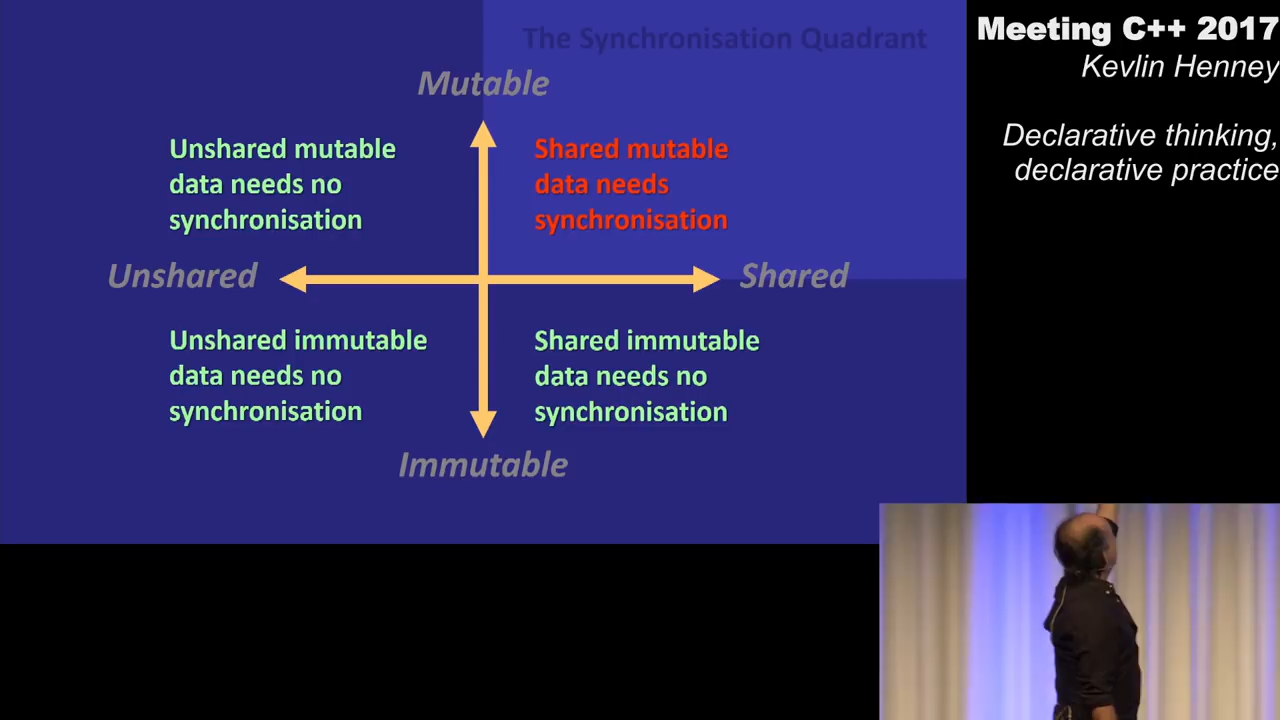 The Synchronisation Quadrant
Mutable
Unshared mutable
data needs no
synchronisation
Shared mutable
data needs
synchronisation
Unshared
Shared
Unshared immutable
data needs no
synchronisation
Shared immutable
data needs no
synchronisation
Immutable
Meeting C++ 2017
Kevlin Henney
Declarative thinking,
declarative practice